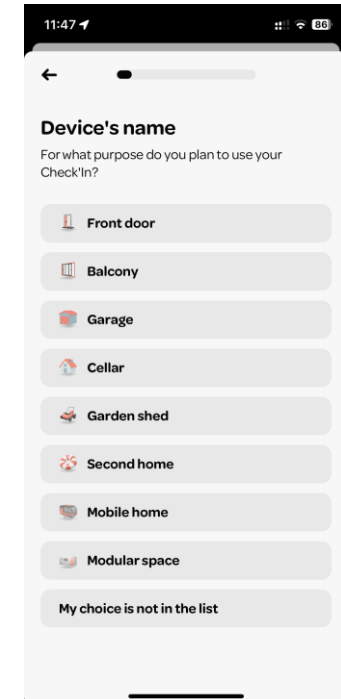 11:47
86
Device's name
For what purpose do you plan to use your
Check'In?
Front door
Balcony
Garage
Cellar
Garden shed
Second home
Mobile home
Modular space
My choice is not in the list